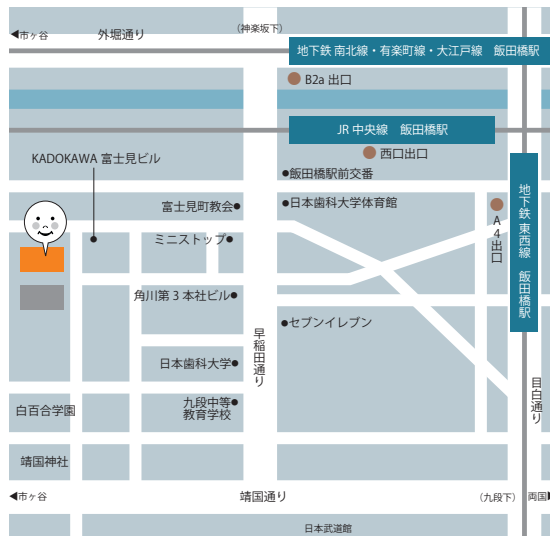 ◀市ヶ谷
外堀通り
(神楽坂下)
地下鉄 南北線・有楽町線・大江戸線　飯田橋駅
B2a 出口
JR 中央線　飯田橋駅
西口出口
KADOKAWA 富士見ビル
●飯田橋駅前交番
富士見町教会●
●日本歯科大学体育館
A4出口
地下鉄 東西線　飯田橋駅
ミニストップ●
角川第 3 本社ビル●
●セブンイレブン
早稲田通り
日本歯科大学●
目白通り
白百合学園
九段中等●
教育学校
靖国神社
◀市ヶ谷
靖国通り
(九段下)
両国▶
日本武道館